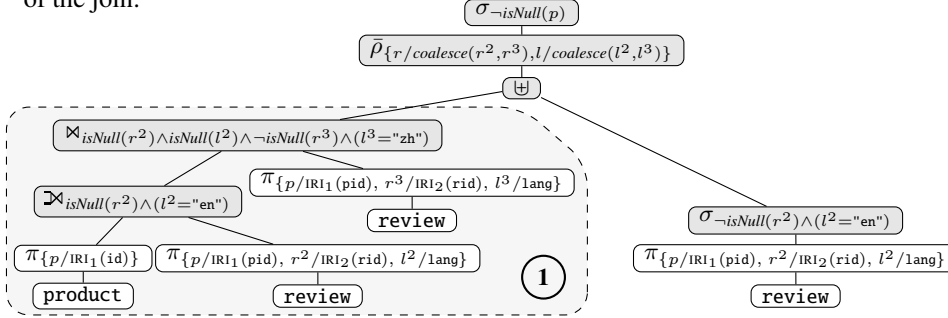 of the join.
σ¬isNull(p)
ρ̄{r/coalesce(r²,r³),l/coalesce(l²,l³)}
⊎
⋈isNull(r²)∧isNull(l²)∧¬isNull(r³)∧(l³="zh")
π{p/IRI₁(pid), r³/IRI₂(rid), l³/lang}
review
⟕isNull(r²)∧(l²="en")
σ¬isNull(r²)∧(l²="en")
π{p/IRI₁(id)}
π{p/IRI₁(pid), r²/IRI₂(rid), l²/lang}
π{p/IRI₁(pid), r²/IRI₂(rid), l²/lang}
product
review
1
review